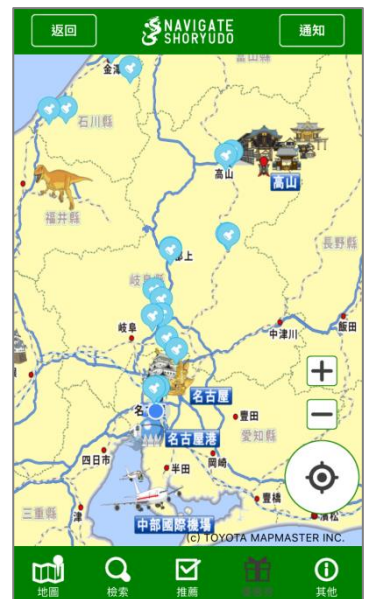 返回
NAVIGATE
SHORYUDO
通知
金澤
富山縣
石川縣
高山
高山
福井縣
長野縣
郡上
岐阜縣
岐阜
中津川
飯田
名古屋
名
豊田
名古屋港
愛知縣
四日市
半田
岡崎
三重縣
津
豊橋
浜松
中部國際機場
(c) TOYOTA MAPMASTER INC.
地圖
檢索
推薦
其他